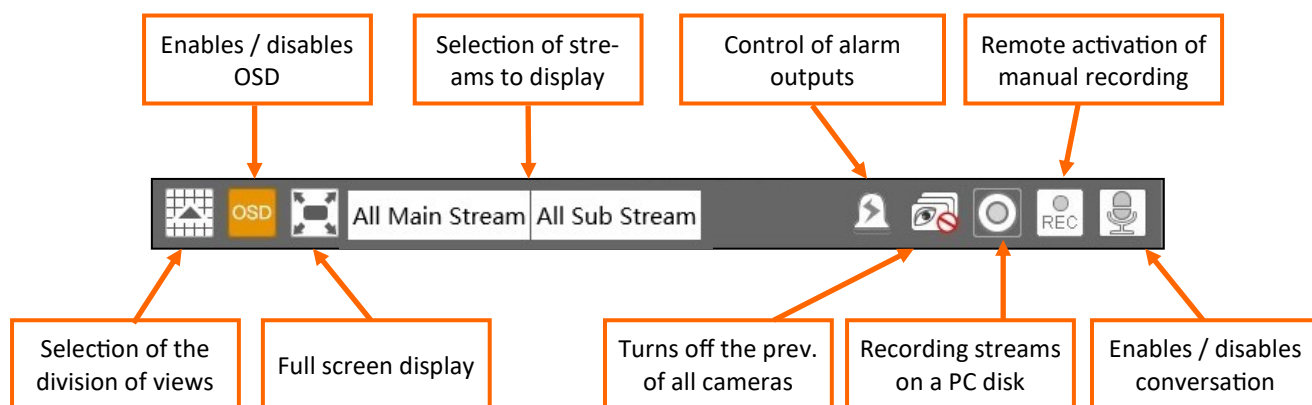 Enables / disables
OSD
Selection of stre-
ams to display
Control of alarm
outputs
Remote activation of
manual recording
OSD
All Main Stream
All Sub Stream
REC
Selection of the
division of views
Full screen display
Turns off the prev.
of all cameras
Recording streams
on a PC disk
Enables / disables
conversation